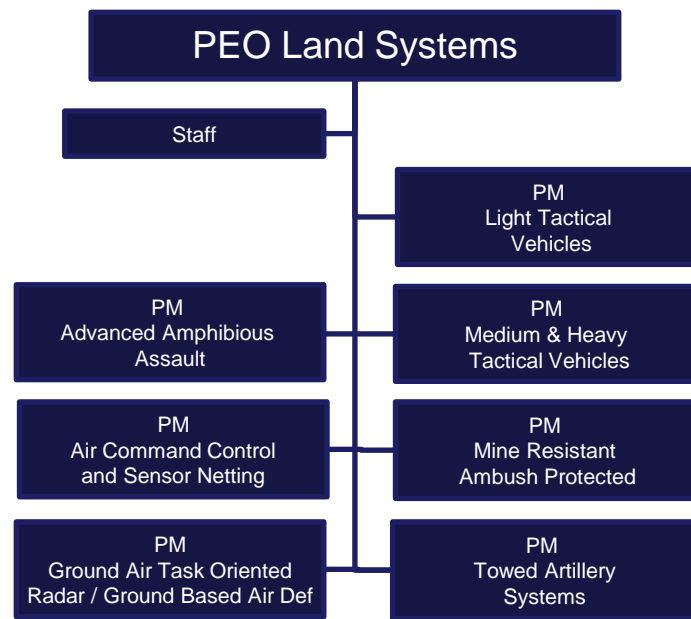 PEO Land Systems
Staff
PM
Light Tactical
Vehicles
PM
Advanced Amphibious
Assault
PM
Medium & Heavy
Tactical Vehicles
PM
Air Command Control
and Sensor Netting
PM
Mine Resistant
Ambush Protected
PM
Ground Air Task Oriented
Radar / Ground Based Air Def
PM
Towed Artillery
Systems